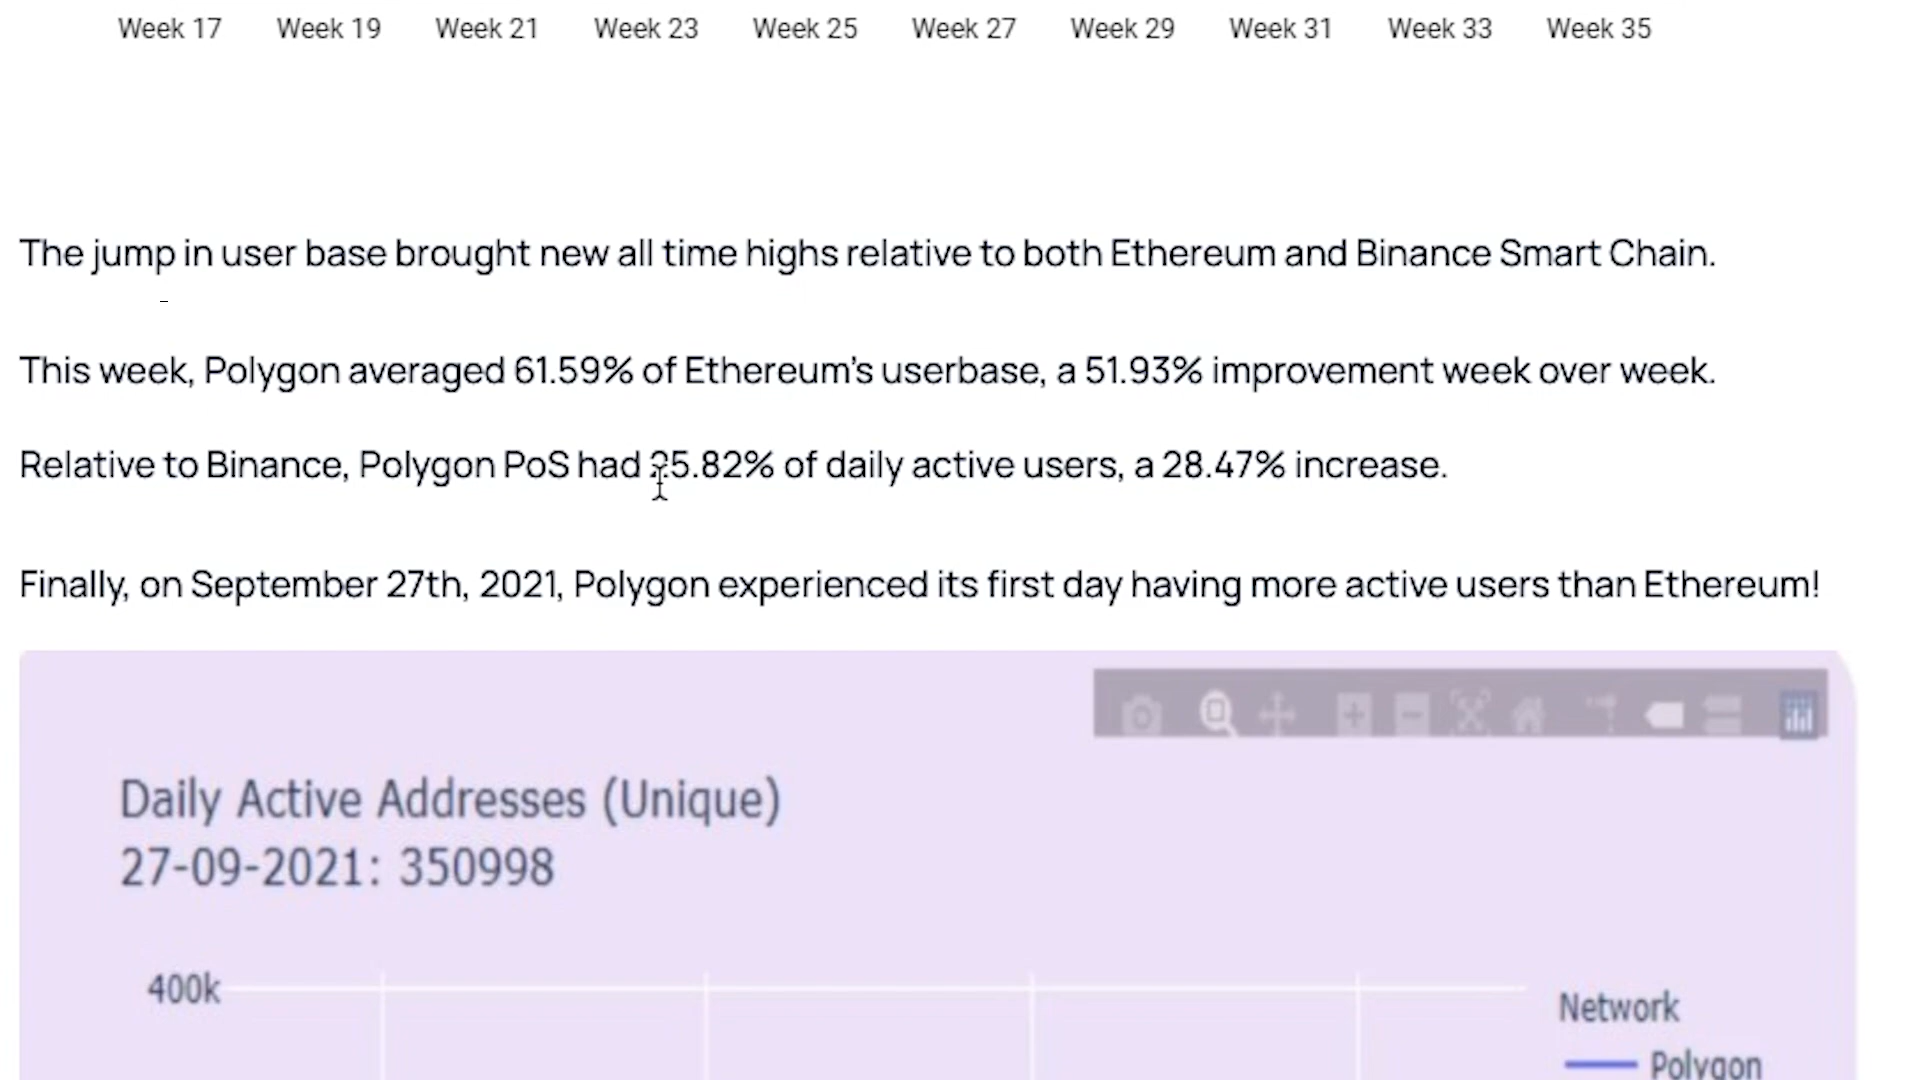 Week 17 Week 19 Week 21 Week 23 Week 25 Week 27 Week 29 Week 31 Week 33 Week 35
The jump in user base brought new all time highs relative to both Ethereum and Binance Smart Chain.
This week, Polygon averaged 61.59% of Ethereum’s userbase, a 51.93% improvement week over week.
Relative to Binance, Polygon PoS had 25.82% of daily active users, a 28.47% increase.
Finally, on September 27th, 2021, Polygon experienced its first day having more active users than Ethereum!
Daily Active Addresses (Unique)
27-09-2021: 350998
400k
Network
Polygon